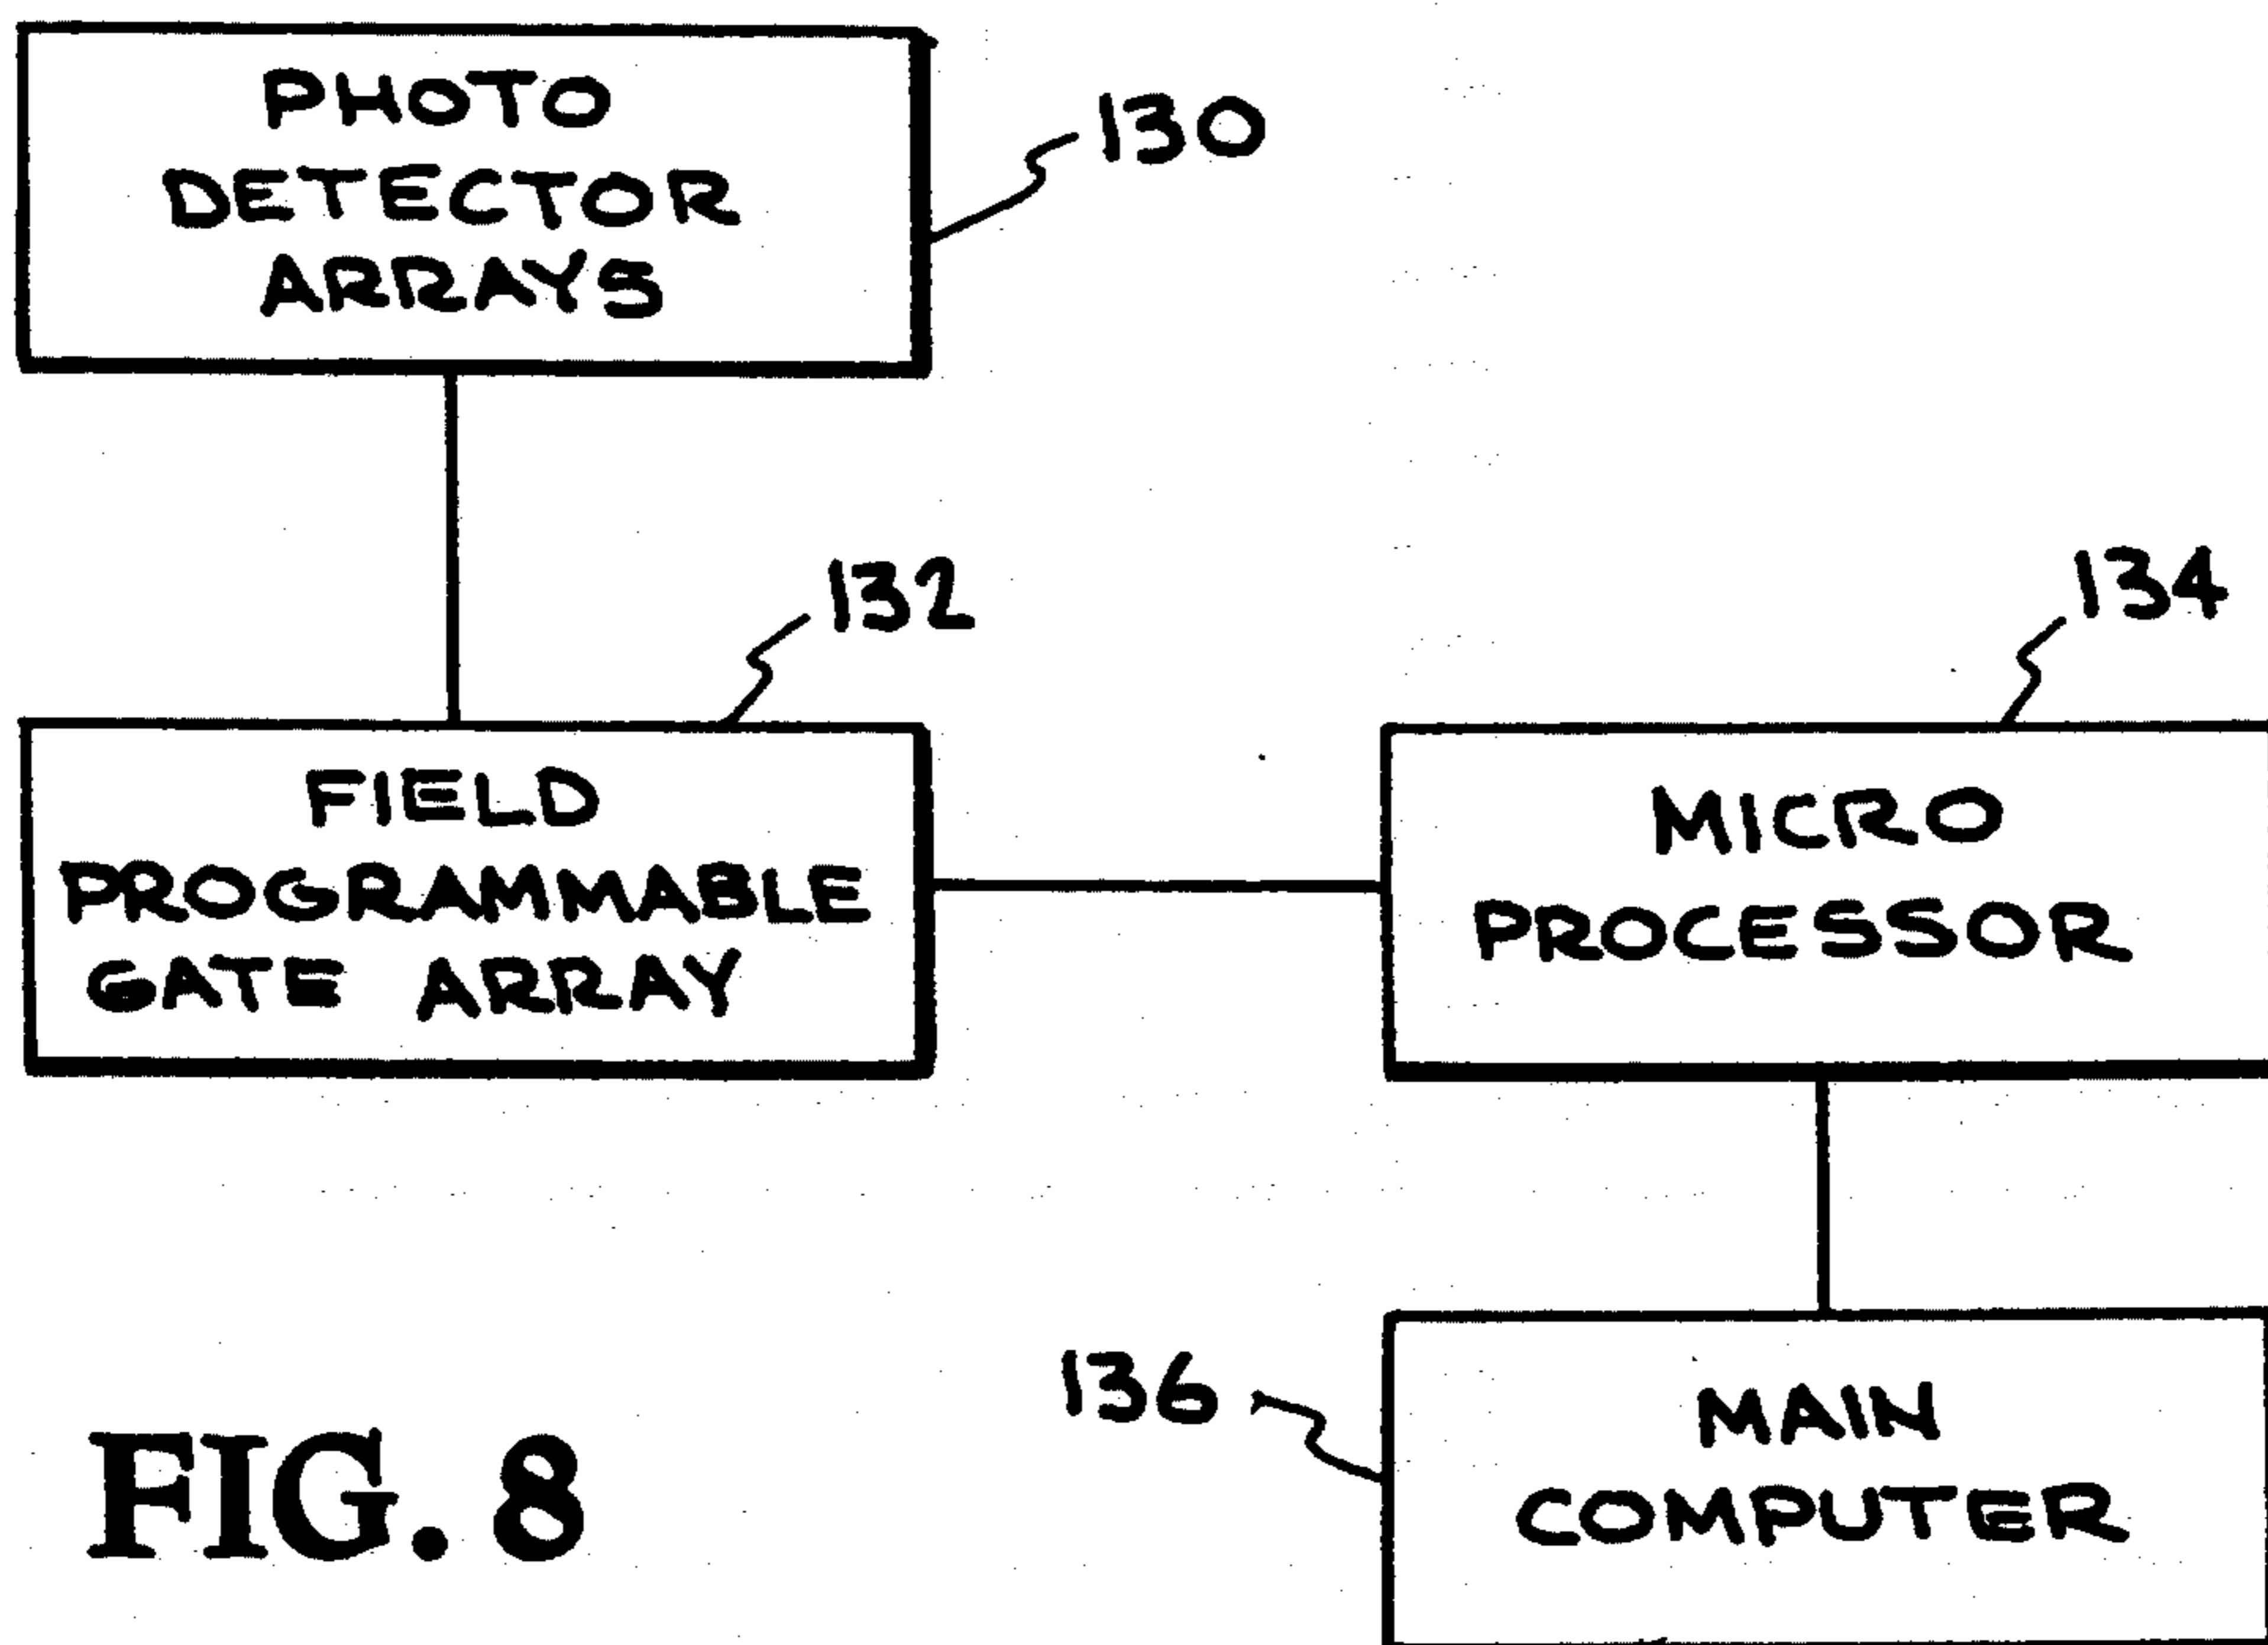 PHOTO
DETECTOR
ARRAYS
130
132
FIELD
PROGRAMMABLE
GATE ARRAY
134
MICRO
PROCESSOR
136
MAIN
COMPUTER
FIG. 8